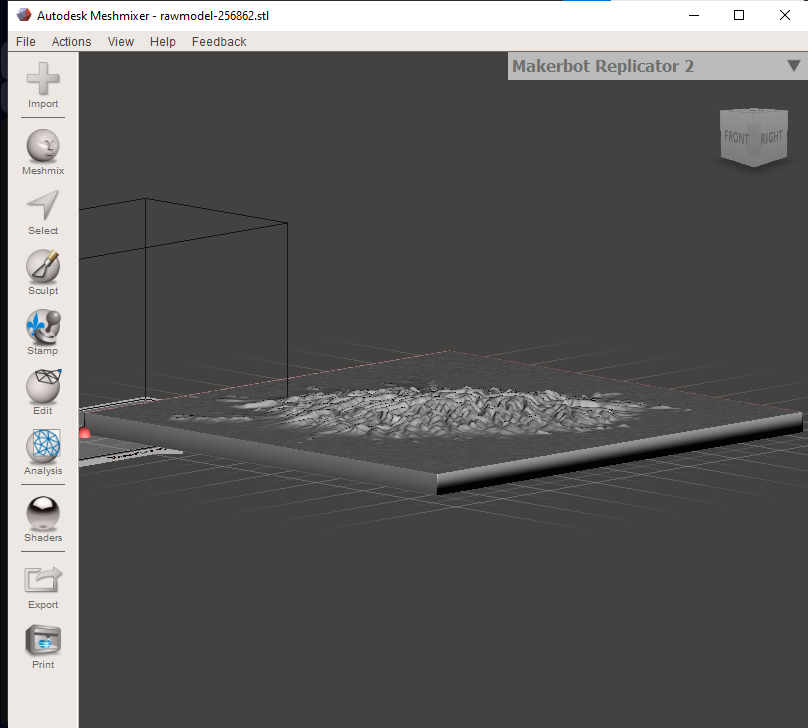 Autodesk Meshmixer - rawmodel-256862.stl
File Actions View Help Feedback
Makerbot Replicator 2
Import
FRONT RIGHT
Meshmix
Select
Sculpt
Stamp
Edit
Analysis
Shaders
Export
Print